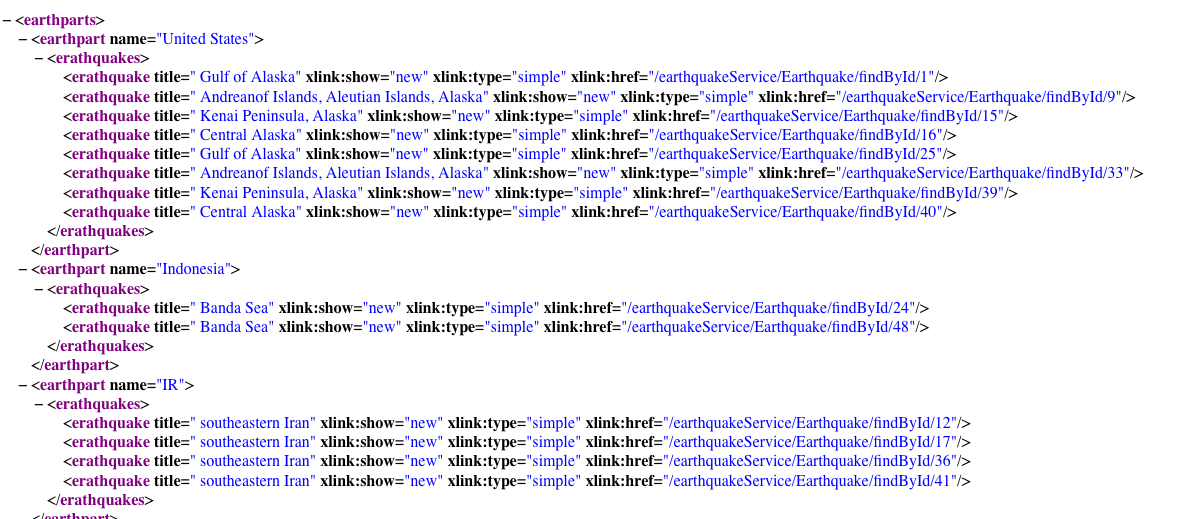 − <earthparts>
− <earthpart name="United States">
− <erathquakes>
<erathquake title=" Gulf of Alaska" xlink:show="new" xlink:type="simple" xlink:href="/earthquakeService/Earthquake/findById/1"/>
<erathquake title=" Andreanof Islands, Aleutian Islands, Alaska" xlink:show="new" xlink:type="simple" xlink:href="/earthquakeService/Earthquake/findById/9"/>
<erathquake title=" Kenai Peninsula, Alaska" xlink:show="new" xlink:type="simple" xlink:href="/earthquakeService/Earthquake/findById/15"/>
<erathquake title=" Central Alaska" xlink:show="new" xlink:type="simple" xlink:href="/earthquakeService/Earthquake/findById/16"/>
<erathquake title=" Gulf of Alaska" xlink:show="new" xlink:type="simple" xlink:href="/earthquakeService/Earthquake/findById/25"/>
<erathquake title=" Andreanof Islands, Aleutian Islands, Alaska" xlink:show="new" xlink:type="simple" xlink:href="/earthquakeService/Earthquake/findById/33"/>
<erathquake title=" Kenai Peninsula, Alaska" xlink:show="new" xlink:type="simple" xlink:href="/earthquakeService/Earthquake/findById/39"/>
<erathquake title=" Central Alaska" xlink:show="new" xlink:type="simple" xlink:href="/earthquakeService/Earthquake/findById/40"/>
</erathquakes>
</earthpart>
− <earthpart name="Indonesia">
− <erathquakes>
<erathquake title=" Banda Sea" xlink:show="new" xlink:type="simple" xlink:href="/earthquakeService/Earthquake/findById/24"/>
<erathquake title=" Banda Sea" xlink:show="new" xlink:type="simple" xlink:href="/earthquakeService/Earthquake/findById/48"/>
</erathquakes>
</earthpart>
− <earthpart name="IR">
− <erathquakes>
<erathquake title=" southeastern Iran" xlink:show="new" xlink:type="simple" xlink:href="/earthquakeService/Earthquake/findById/12"/>
<erathquake title=" southeastern Iran" xlink:show="new" xlink:type="simple" xlink:href="/earthquakeService/Earthquake/findById/17"/>
<erathquake title=" southeastern Iran" xlink:show="new" xlink:type="simple" xlink:href="/earthquakeService/Earthquake/findById/36"/>
<erathquake title=" southeastern Iran" xlink:show="new" xlink:type="simple" xlink:href="/earthquakeService/Earthquake/findById/41"/>
</erathquakes>
</earthpart>